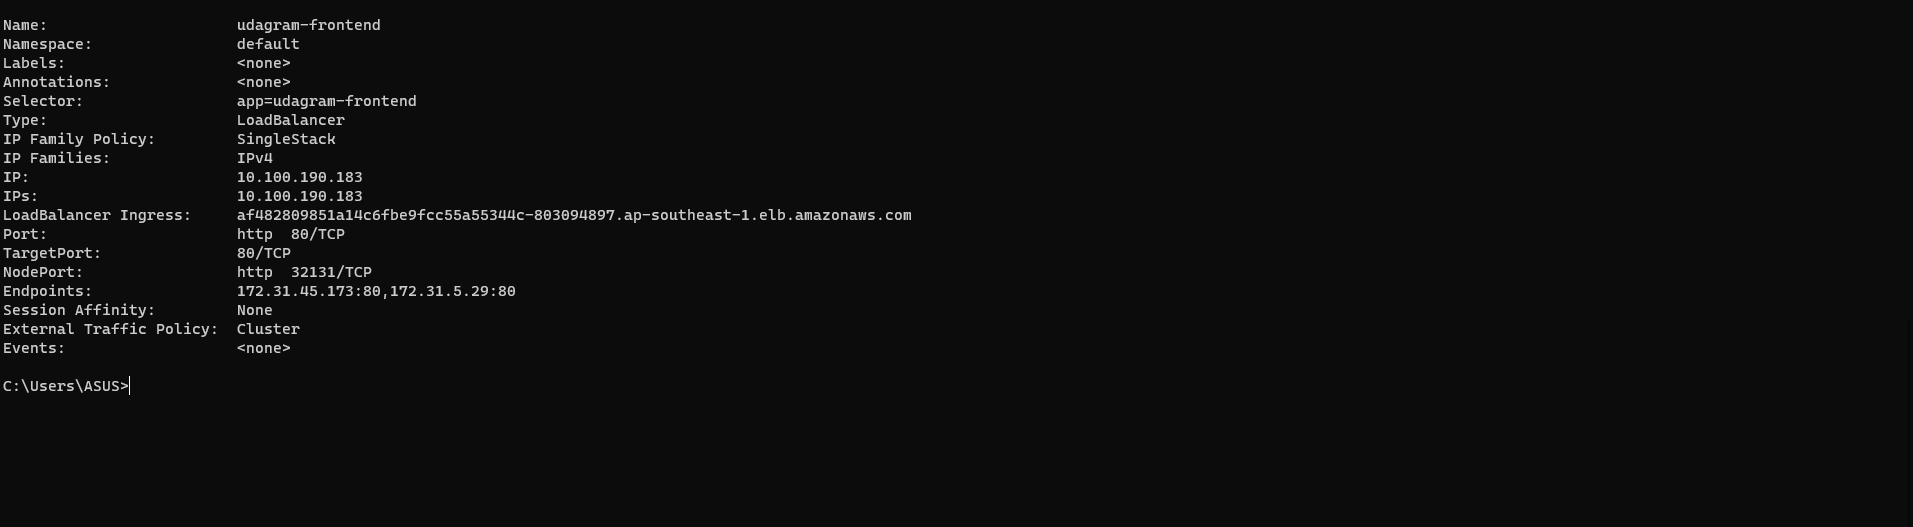 Name:                     udagram-frontend
Namespace:                default
Labels:                   <none>
Annotations:              <none>
Selector:                 app=udagram-frontend
Type:                     LoadBalancer
IP Family Policy:         SingleStack
IP Families:              IPv4
IP:                       10.100.190.183
IPs:                      10.100.190.183
LoadBalancer Ingress:     af482809851a14c6fbe9fcc55a55344c-803094897.ap-southeast-1.elb.amazonaws.com
Port:                     http  80/TCP
TargetPort:               80/TCP
NodePort:                 http  32131/TCP
Endpoints:                172.31.45.173:80,172.31.5.29:80
Session Affinity:         None
External Traffic Policy:  Cluster
Events:                   <none>
C:\Users\ASUS>